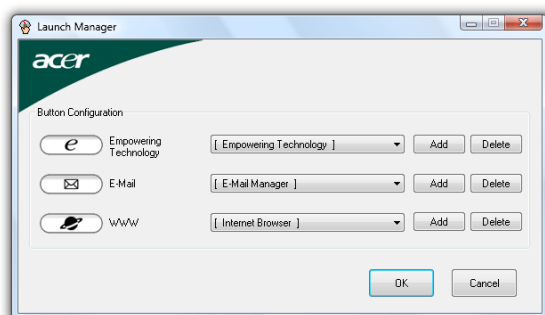 Launch Manager
acer
Button Configuration
e Empowering Technology [ Empowering Technology ] Add Delete
E-Mail [ E-Mail Manager ] Add Delete
WWW [ Internet Browser ] Add Delete
OK Cancel